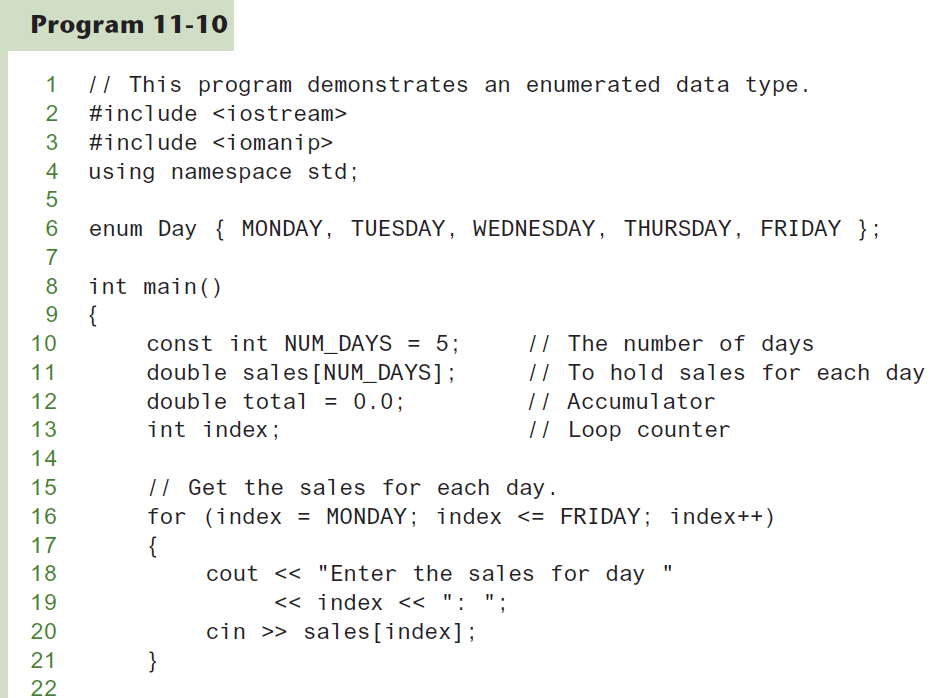 Program 11-10
1 // This program demonstrates an enumerated data type.
2 #include <iostream>
3 #include <iomanip>
4 using namespace std;
5
6 enum Day { MONDAY, TUESDAY, WEDNESDAY, THURSDAY, FRIDAY };
7
8 int main()
9 {
10     const int NUM_DAYS = 5;     // The number of days
11     double sales[NUM_DAYS];     // To hold sales for each day
12     double total = 0.0;         // Accumulator
13     int index;                  // Loop counter
14
15     // Get the sales for each day.
16     for (index = MONDAY; index <= FRIDAY; index++)
17     {
18         cout << "Enter the sales for day "
19              << index << ": ";
20         cin >> sales[index];
21     }
22